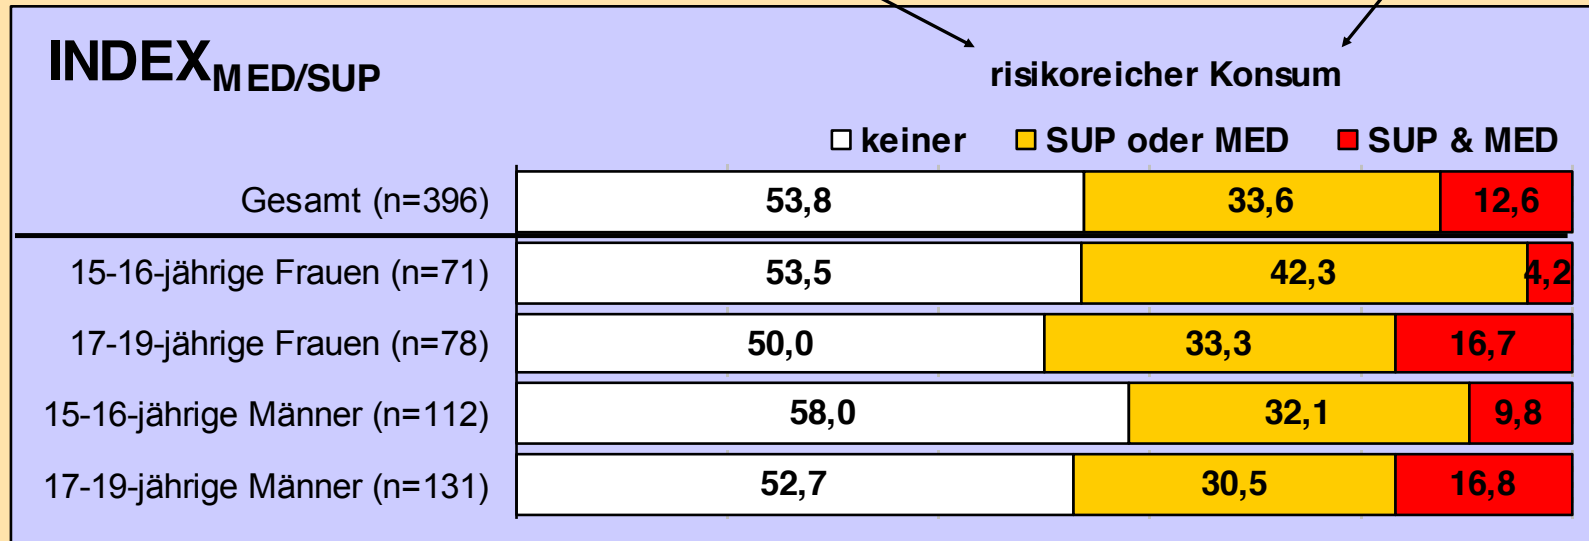 INDEX MED/SUP
risikoreicher Konsum
keiner SUP oder MED SUP & MED
Gesamt (n=396) 53,8 33,6 12,6
15-16-jährige Frauen (n=71) 53,5 42,3 4,2
17-19-jährige Frauen (n=78) 50,0 33,3 16,7
15-16-jährige Männer (n=112) 58,0 32,1 9,8
17-19-jährige Männer (n=131) 52,7 30,5 16,8